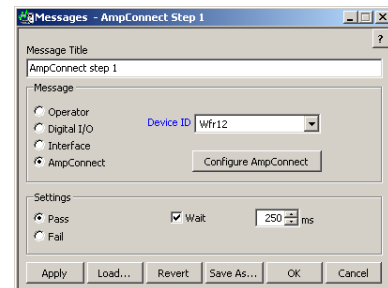 Messages - AmpConnect Step 1
?
Message Title
AmpConnect step 1
Message
Operator
Digital I/O
Device ID Wfr12
Interface
AmpConnect Configure AmpConnect
Settings
Pass Wait 250 ms
Fail
Apply Load... Revert Save As... OK Cancel